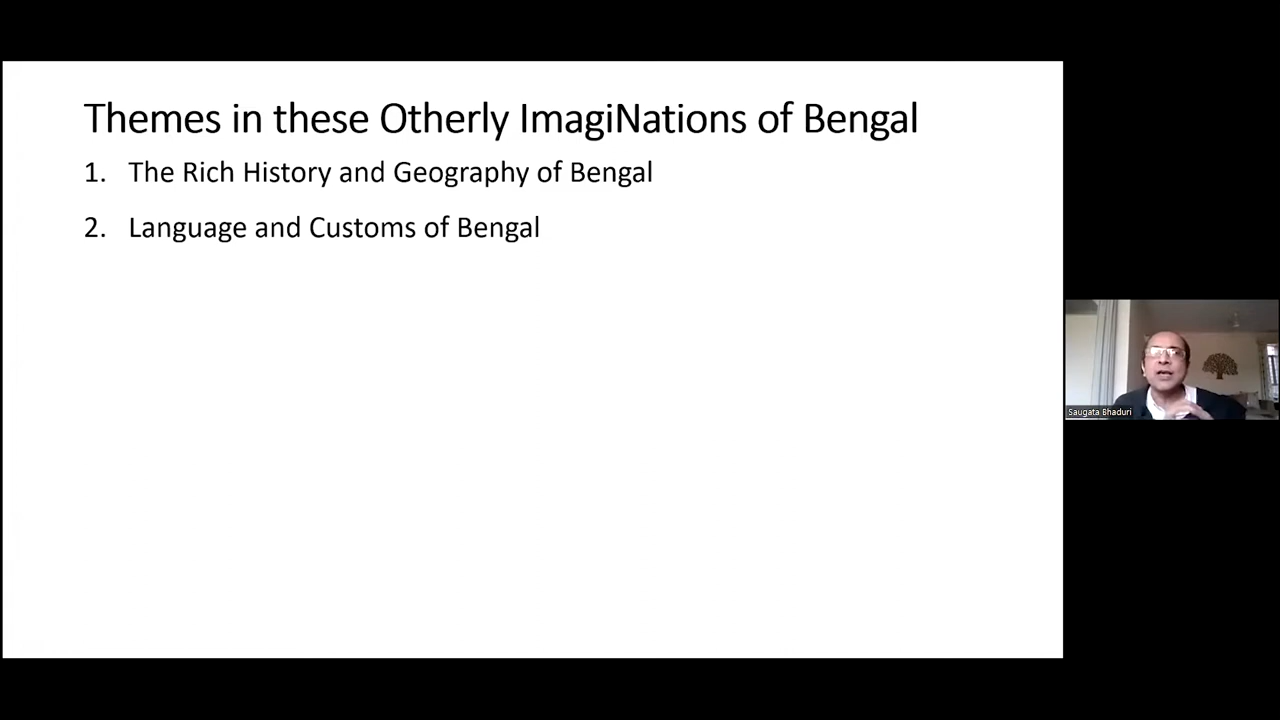 Themes in these Otherly ImagiNations of Bengal
1. The Rich History and Geography of Bengal
2. Language and Customs of Bengal
Saugata Bhaduri